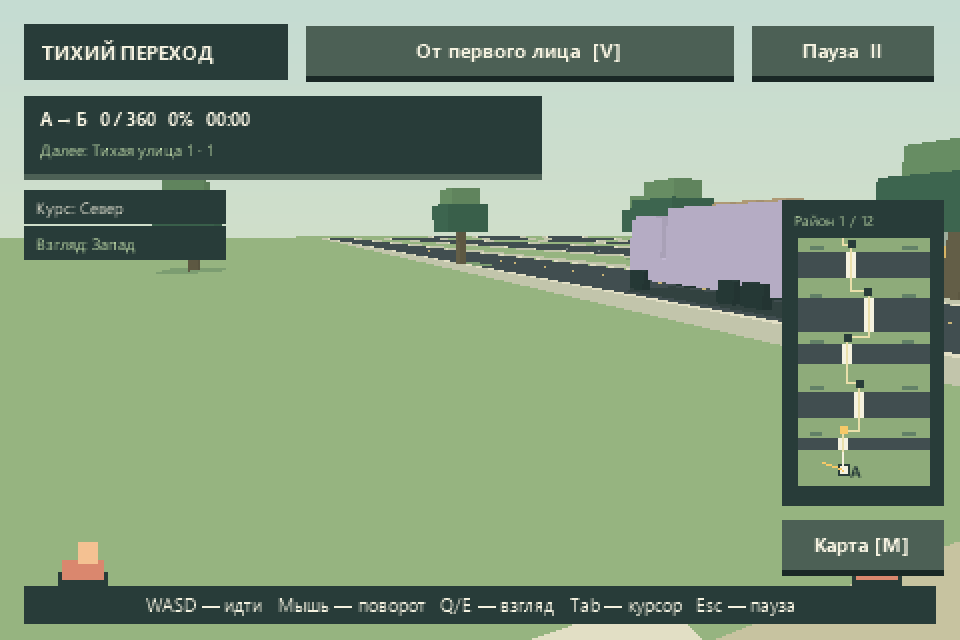 ТИХИЙ ПЕРЕХОД
От первого лица [V]
Пауза II
А — Б 0 / 360 0% 00:00
Далее: Тихая улица 1 · 1
Курс: Север
Взгляд: Запад
Район 1 / 12
А
Карта [M]
WASD — идти Мышь — поворот Q/E — взгляд Tab — курсор Esc — пауза